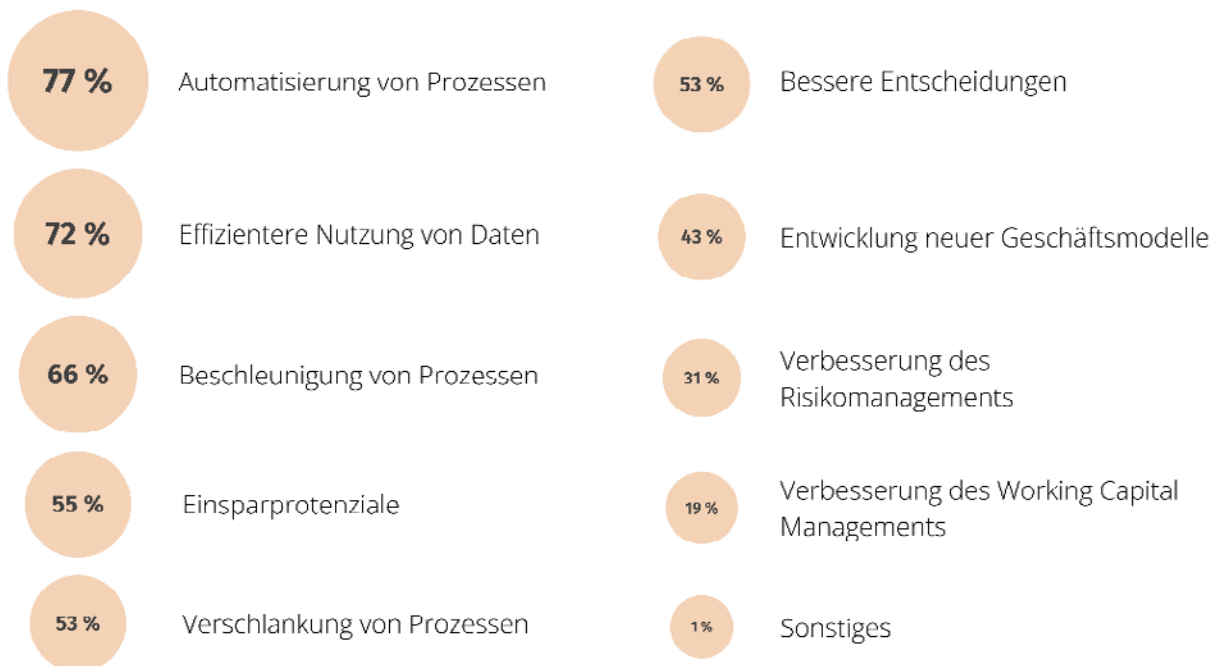 77 %
Automatisierung von Prozessen
72 %
Effizientere Nutzung von Daten
66 %
Beschleunigung von Prozessen
55 %
Einsparprotenziale
53 %
Verschlankung von Prozessen
53 %
Bessere Entscheidungen
43 %
Entwicklung neuer Geschäftsmodelle
31 %
Verbesserung des
Risikomanagements
19 %
Verbesserung des Working Capital
Managements
1 %
Sonstiges